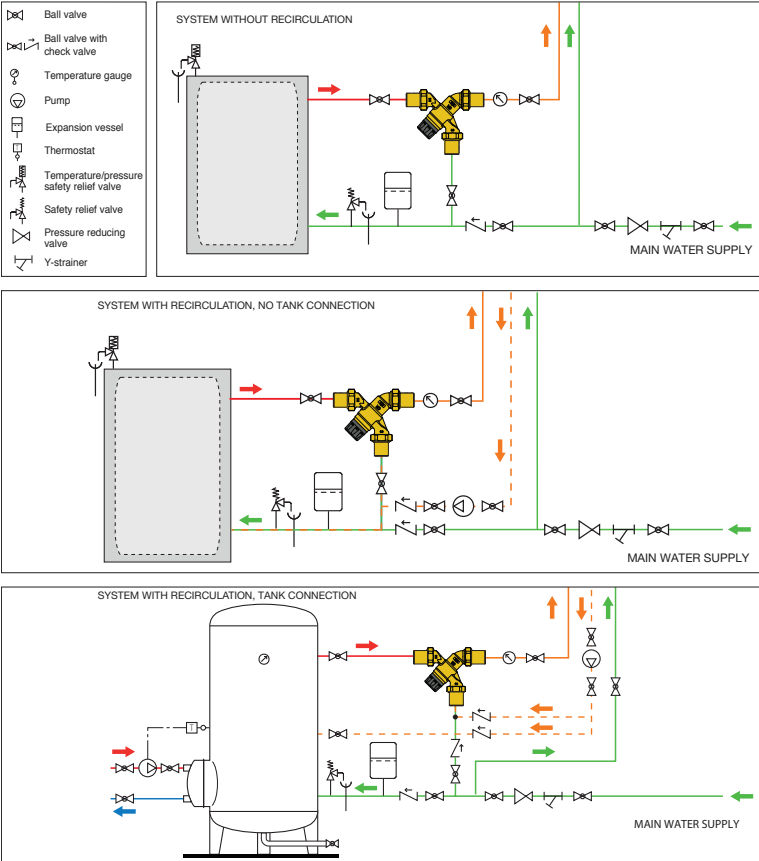 Ball valve
Ball valve with
check valve
Temperature gauge
Pump
Expansion vessel
Thermostat
T
Temperature/pressure
safety relief valve
Safety relief valve
Pressure reducing
valve
Y-strainer
SYSTEM WITHOUT RECIRCULATION
MAIN WATER SUPPLY
SYSTEM WITH RECIRCULATION, NO TANK CONNECTION
MAIN WATER SUPPLY
SYSTEM WITH RECIRCULATION, TANK CONNECTION
T
MAIN WATER SUPPLY